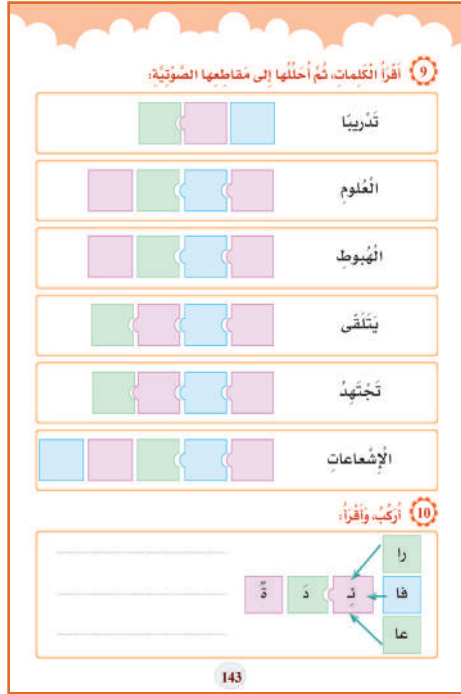 9 أَقْرَأُ الْكَلِماتِ، ثُمَّ أُحَلِّلُها إِلى مَقاطِعِها الصَّوْتِيَّةِ:
تَدْرِيبًا
الْعُلومِ
الْهُبوطِ
يَتَلَقّى
تَجْتَهِدُ
الْإِشْعاعاتِ
10 أُرَكِّبُ، وَأَقْرَأُ:
را
فا ئِـ دَ ةٌ
عا
143